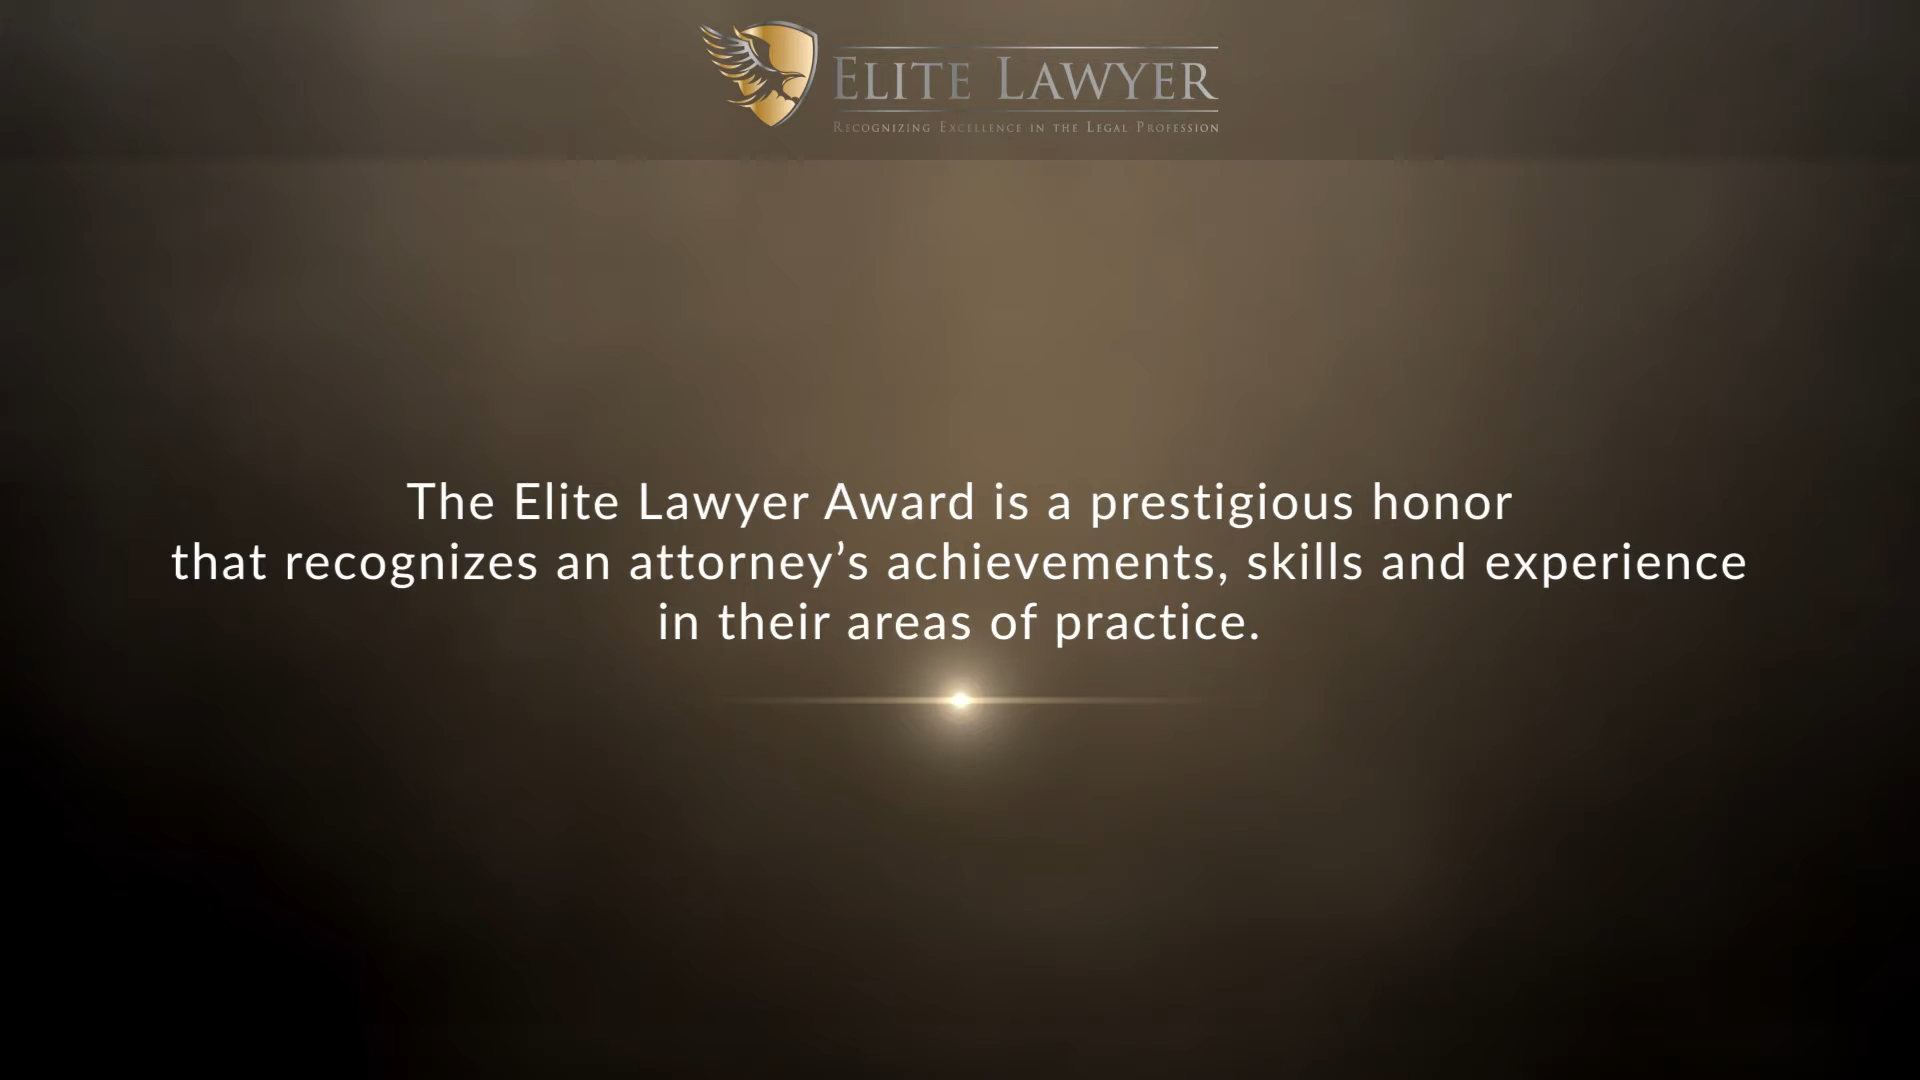 ELITE LAWYER
RECOGNIZING EXCELLENCE IN THE LEGAL PROFESSION
The Elite Lawyer Award is a prestigious honor
that recognizes an attorney’s achievements, skills and experience
in their areas of practice.